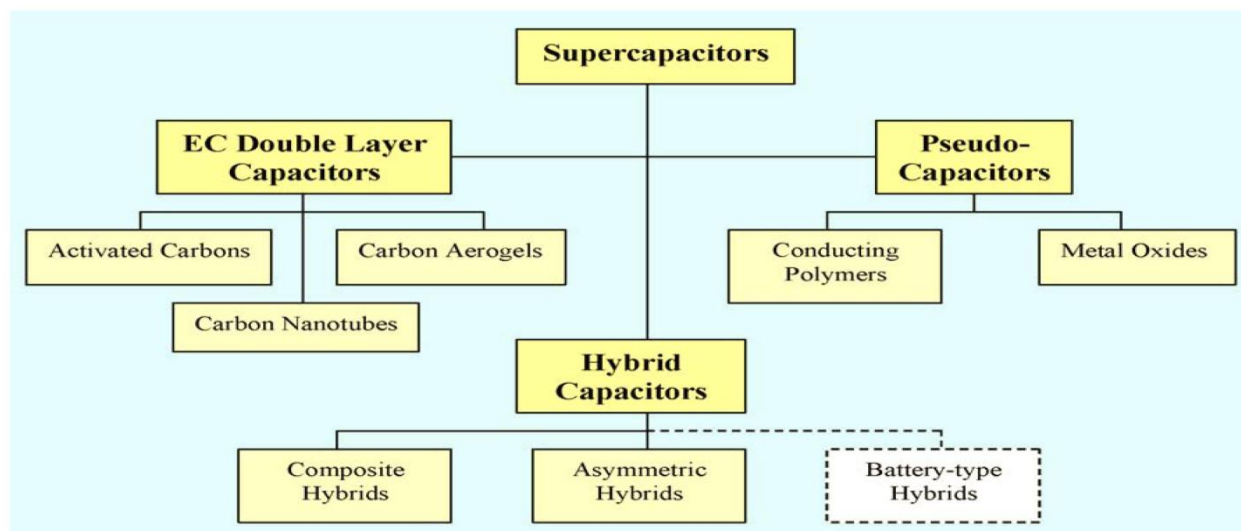 Supercapacitors
EC Double Layer
Capacitors
Pseudo-
Capacitors
Activated Carbons
Carbon Aerogels
Conducting
Polymers
Metal Oxides
Carbon Nanotubes
Hybrid
Capacitors
Composite
Hybrids
Asymmetric
Hybrids
Battery-type
Hybrids